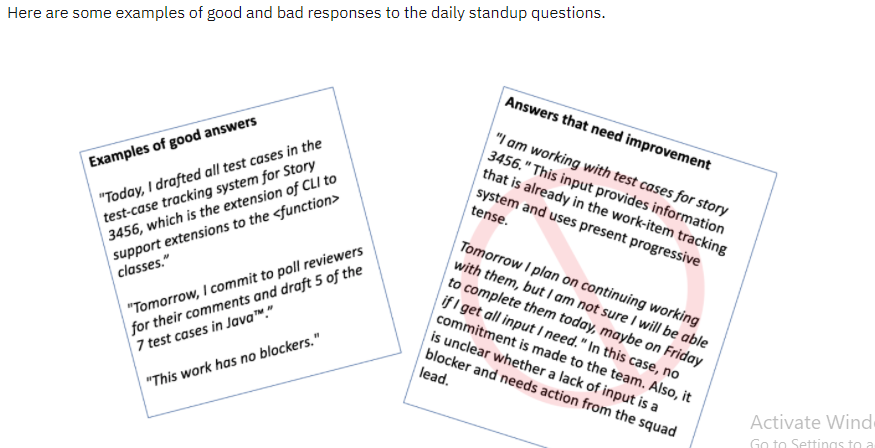 Here are some examples of good and bad responses to the daily standup questions.
Examples of good answers
"Today, I drafted all test cases in the
test-case tracking system for Story
3456, which is the extension of CLI to
support extensions to the <function>
classes."
"Tomorrow, I commit to poll reviewers
for their comments and draft 5 of the
7 test cases in Java™."
"This work has no blockers."
Answers that need improvement
"I am working with test cases for story
3456." This input provides information
that is already in the work-item tracking
system and uses present progressive
tense.
Tomorrow I plan on continuing working
with them, but I am not sure I will be able
to complete them today, maybe on Friday
if I get all input I need." In this case, no
commitment is made to the team. Also, it
is unclear whether a lack of input is a
blocker and needs action from the squad
lead.
Activate Wind
Go to Settings to a